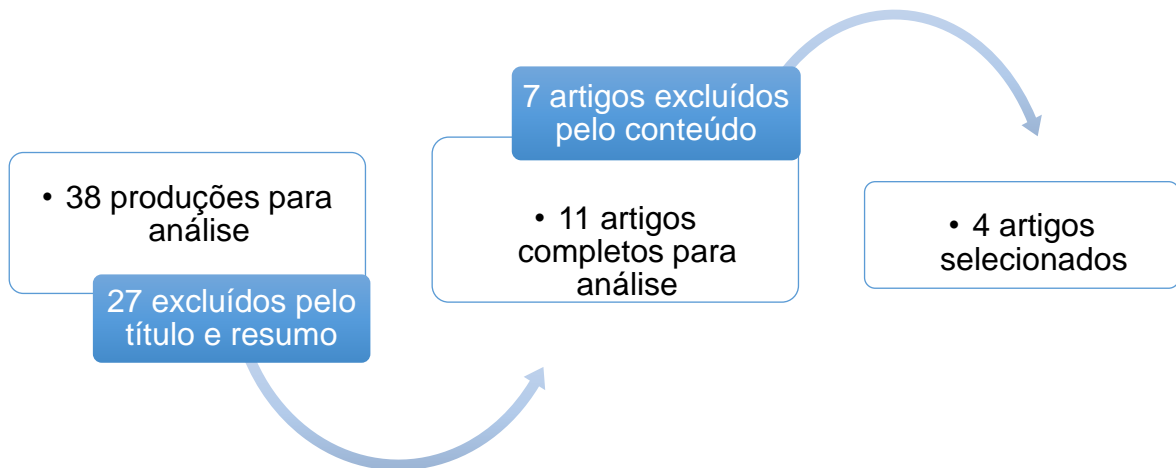 • 38 produções para
análise
27 excluídos pelo
título e resumo
7 artigos excluídos
pelo conteúdo
• 11 artigos
completos para
análise
• 4 artigos
selecionados